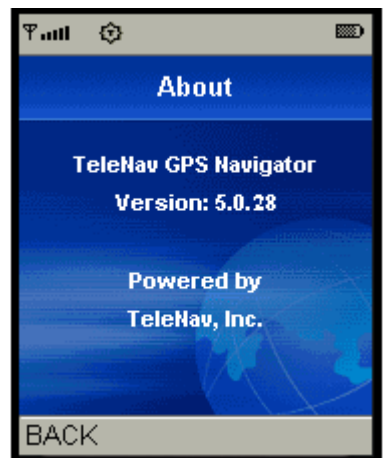 About
TeleNav GPS Navigator
Version: 5.0.28
Powered by
TeleNav, Inc.
BACK